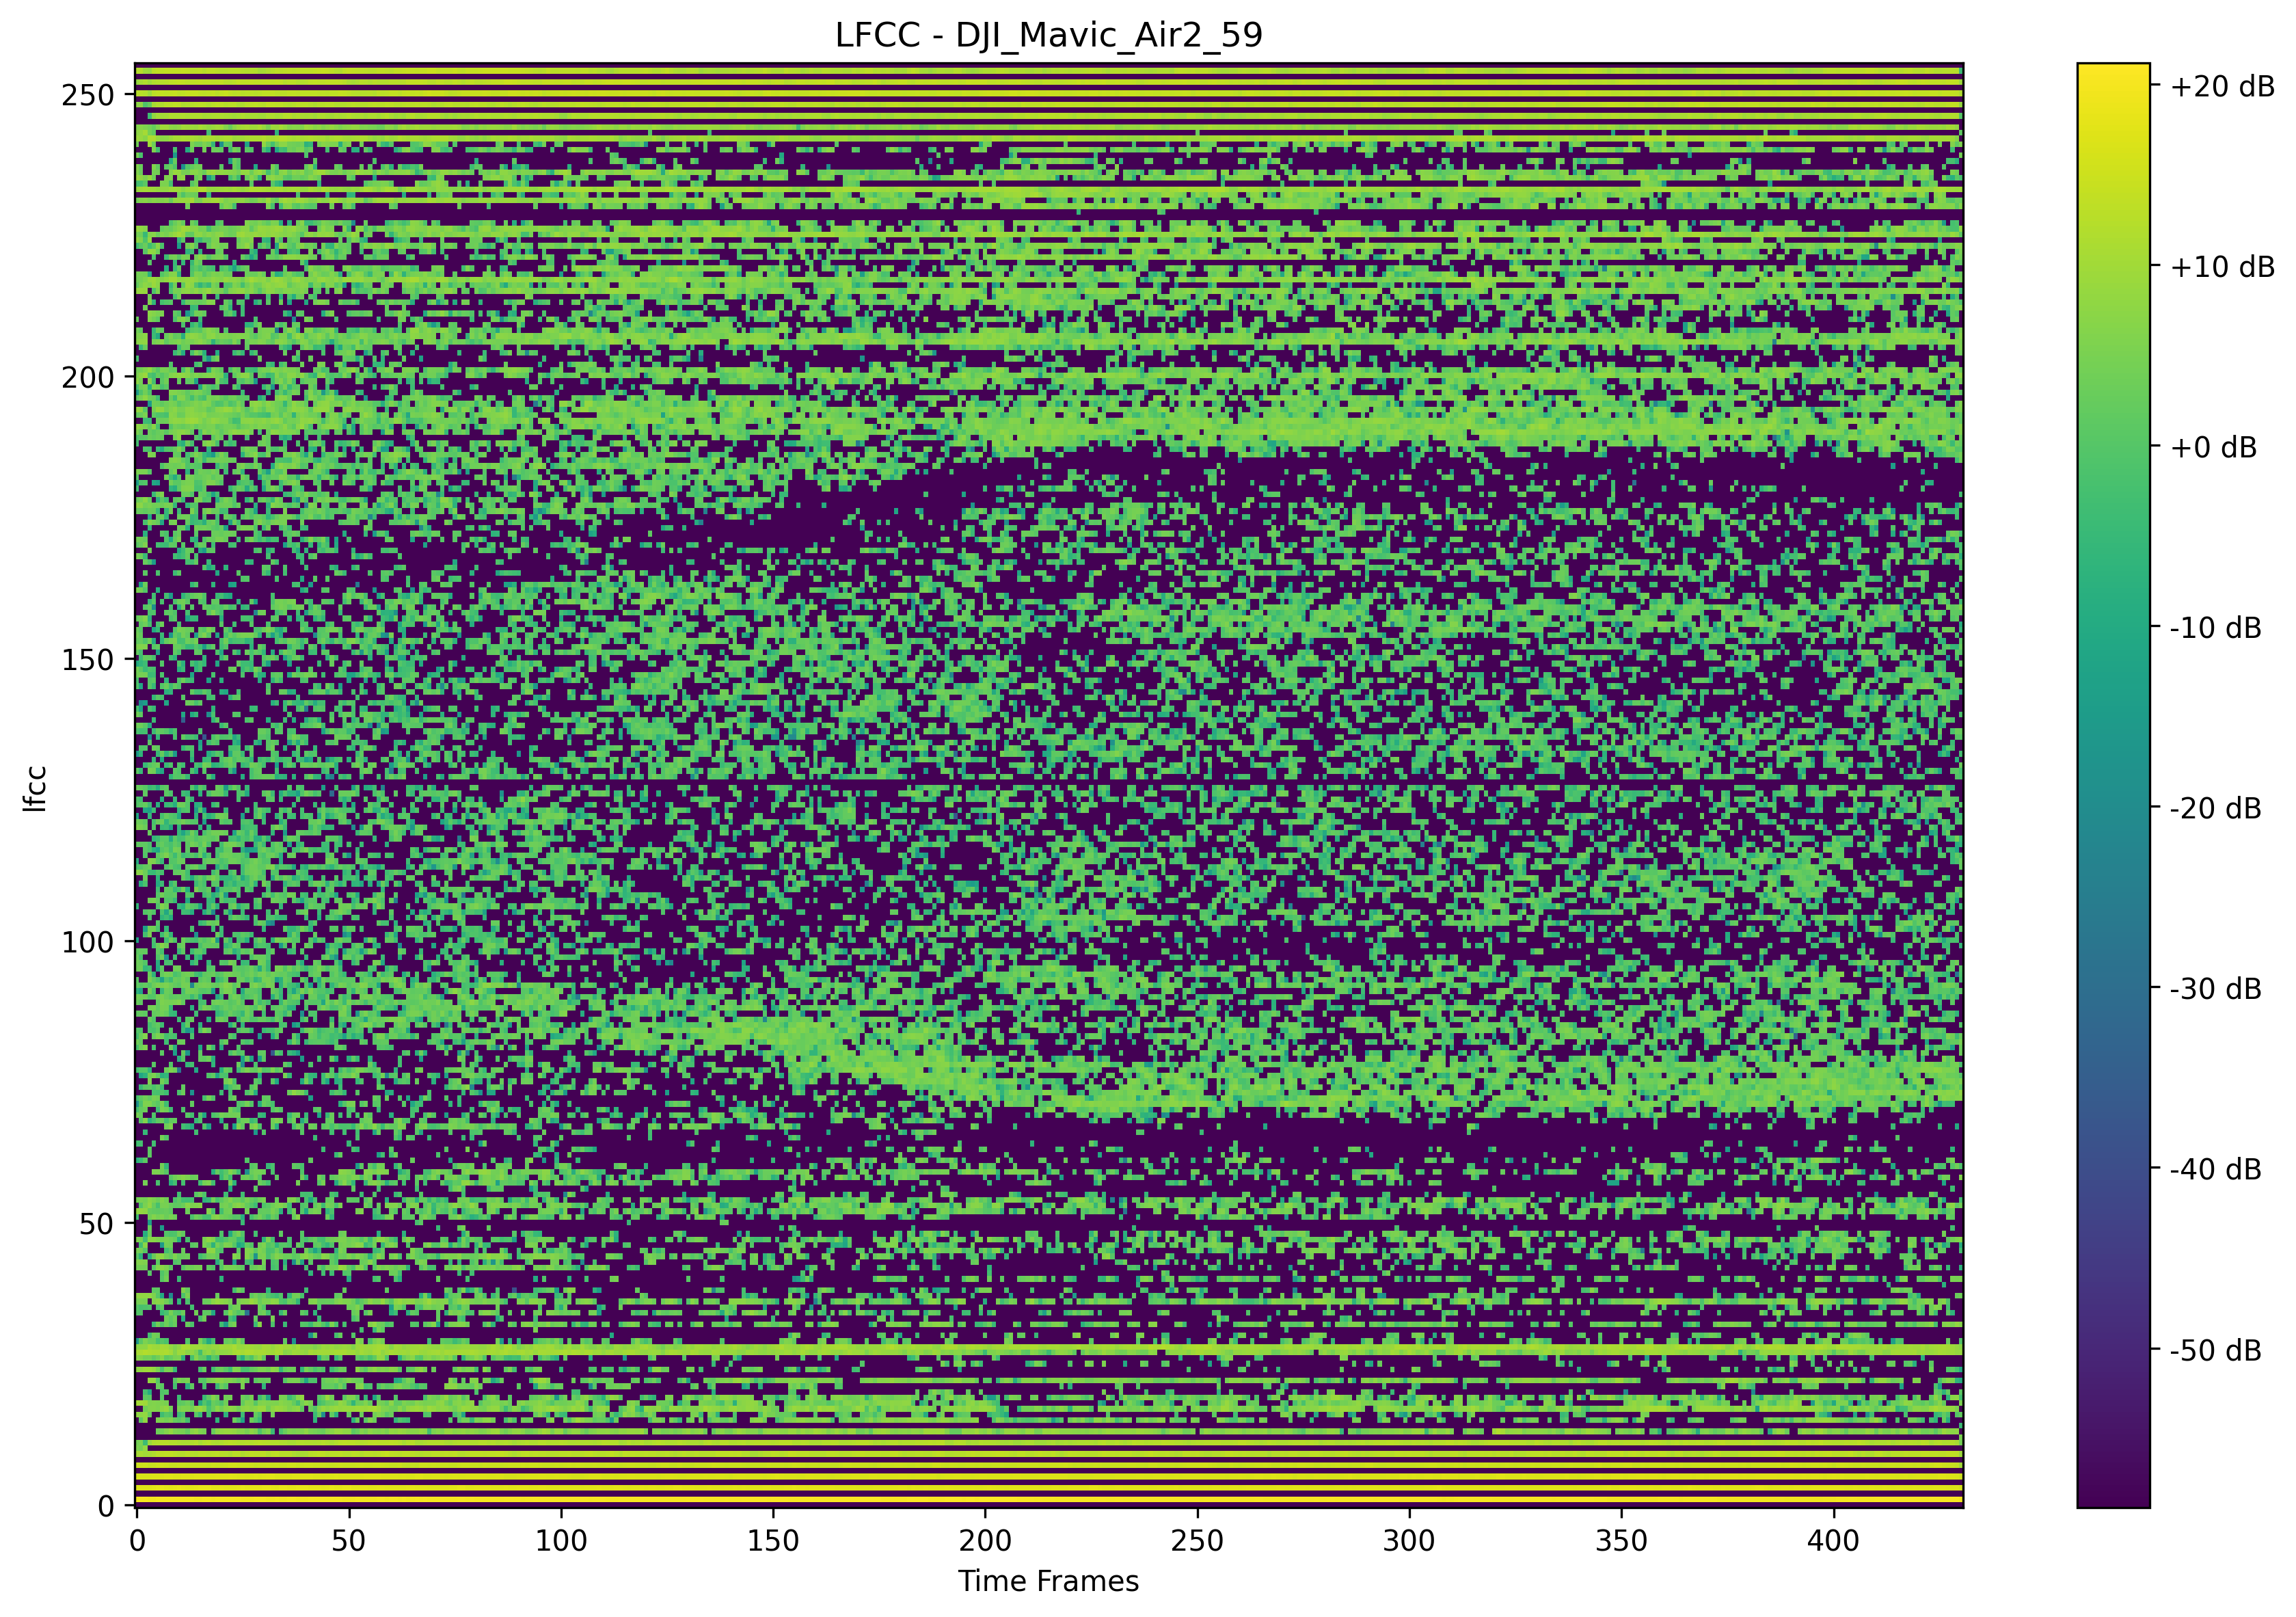 LFCC - DJI_Mavic_Air2_59
250
200
150
100
50
0
lfcc
0 50 100 150 200 250 300 350 400
Time Frames
+20 dB
+10 dB
+0 dB
-10 dB
-20 dB
-30 dB
-40 dB
-50 dB